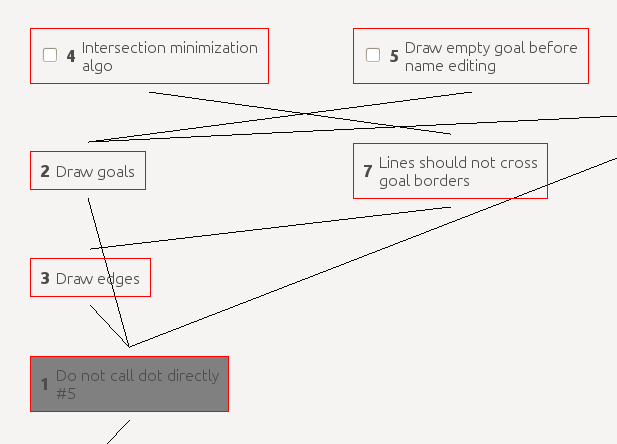 4 Intersection minimization
algo
5 Draw empty goal before
name editing
2 Draw goals
7 Lines should not cross
goal borders
3 Draw edges
1 Do not call dot directly
#5